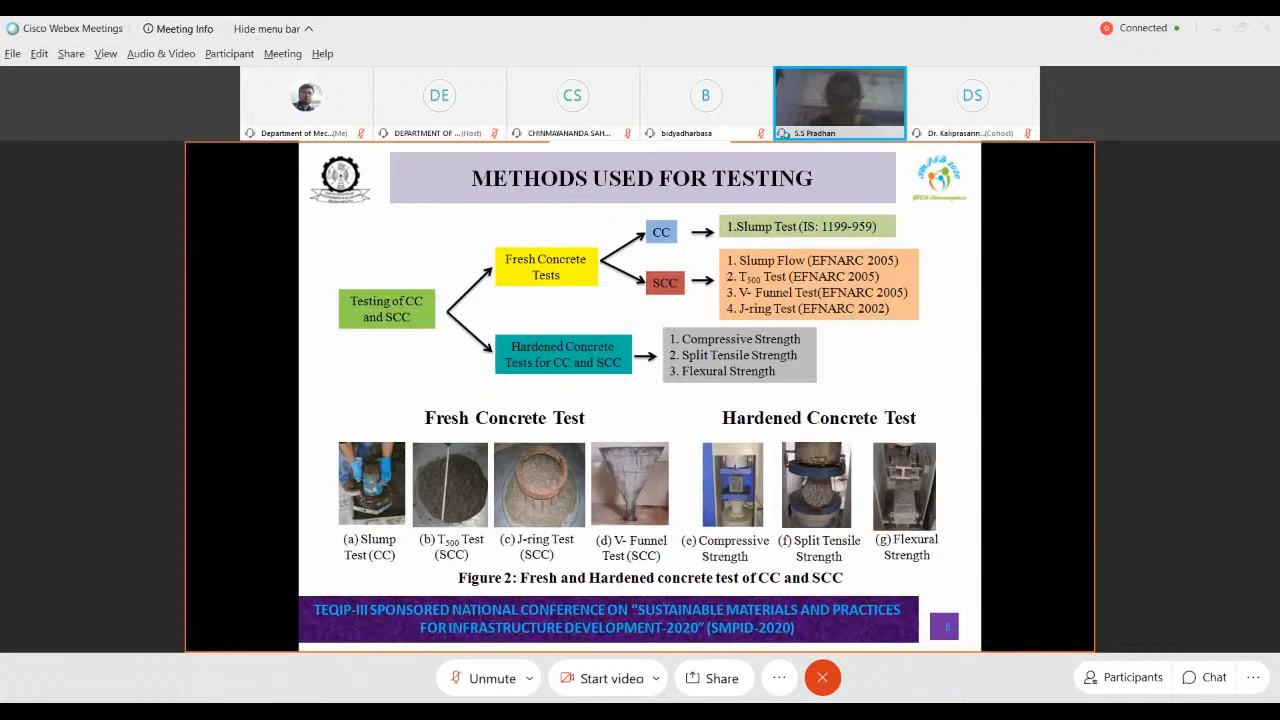 Cisco Webex Meetings
Meeting Info
Hide menu bar
Connected
File Edit Share View Audio & Video Participant Meeting Help
DE
CS
B
DS
Department of Mec...(Me)
DEPARTMENT OF ...(Host)
CHINMAYANANDA SAH...
bidyadharbasa
S.S Pradhan
Dr. Kaliprasann...(Cohost)
METHODS USED FOR TESTING
SMPID 2020
Testing of CC
and SCC
Fresh Concrete
Tests
CC
1.Slump Test (IS: 1199-959)
SCC
1. Slump Flow (EFNARC 2005)
2. T500 Test (EFNARC 2005)
3. V- Funnel Test(EFNARC 2005)
4. J-ring Test (EFNARC 2002)
Hardened Concrete
Tests for CC and SCC
1. Compressive Strength
2. Split Tensile Strength
3. Flexural Strength
Fresh Concrete Test
Hardened Concrete Test
(a) Slump
Test (CC)
(b) T500 Test
(SCC)
(c) J-ring Test
(SCC)
(d) V- Funnel
Test (SCC)
(e) Compressive
Strength
(f) Split Tensile
Strength
(g) Flexural
Strength
Figure 2: Fresh and Hardened concrete test of CC and SCC
TEQIP-III SPONSORED NATIONAL CONFERENCE ON “SUSTAINABLE MATERIALS AND PRACTICES
FOR INFRASTRUCTURE DEVELOPMENT-2020” (SMPID-2020)
8
Unmute
Start video
Share
Participants
Chat